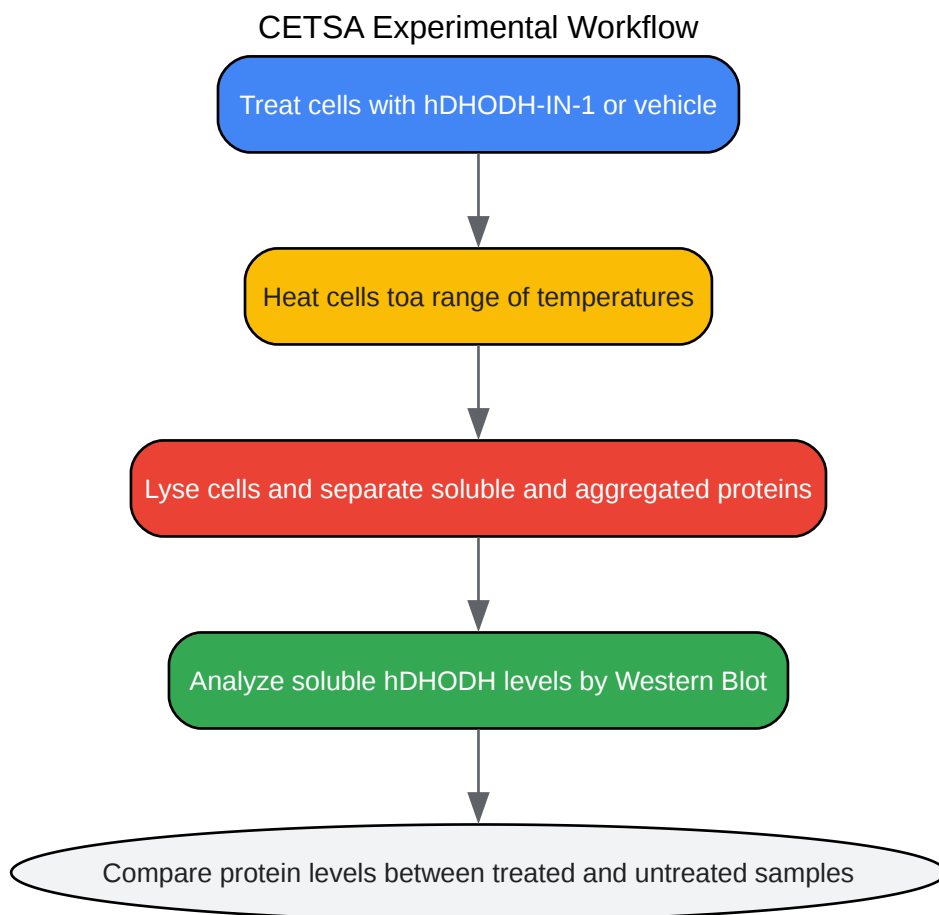 CETSA Experimental Workflow
Treat cells with hDHODH-IN-1 or vehicle
Heat cells toa range of temperatures
Lyse cells and separate soluble and aggregated proteins
Analyze soluble hDHODH levels by Western Blot
Compare protein levels between treated and untreated samples